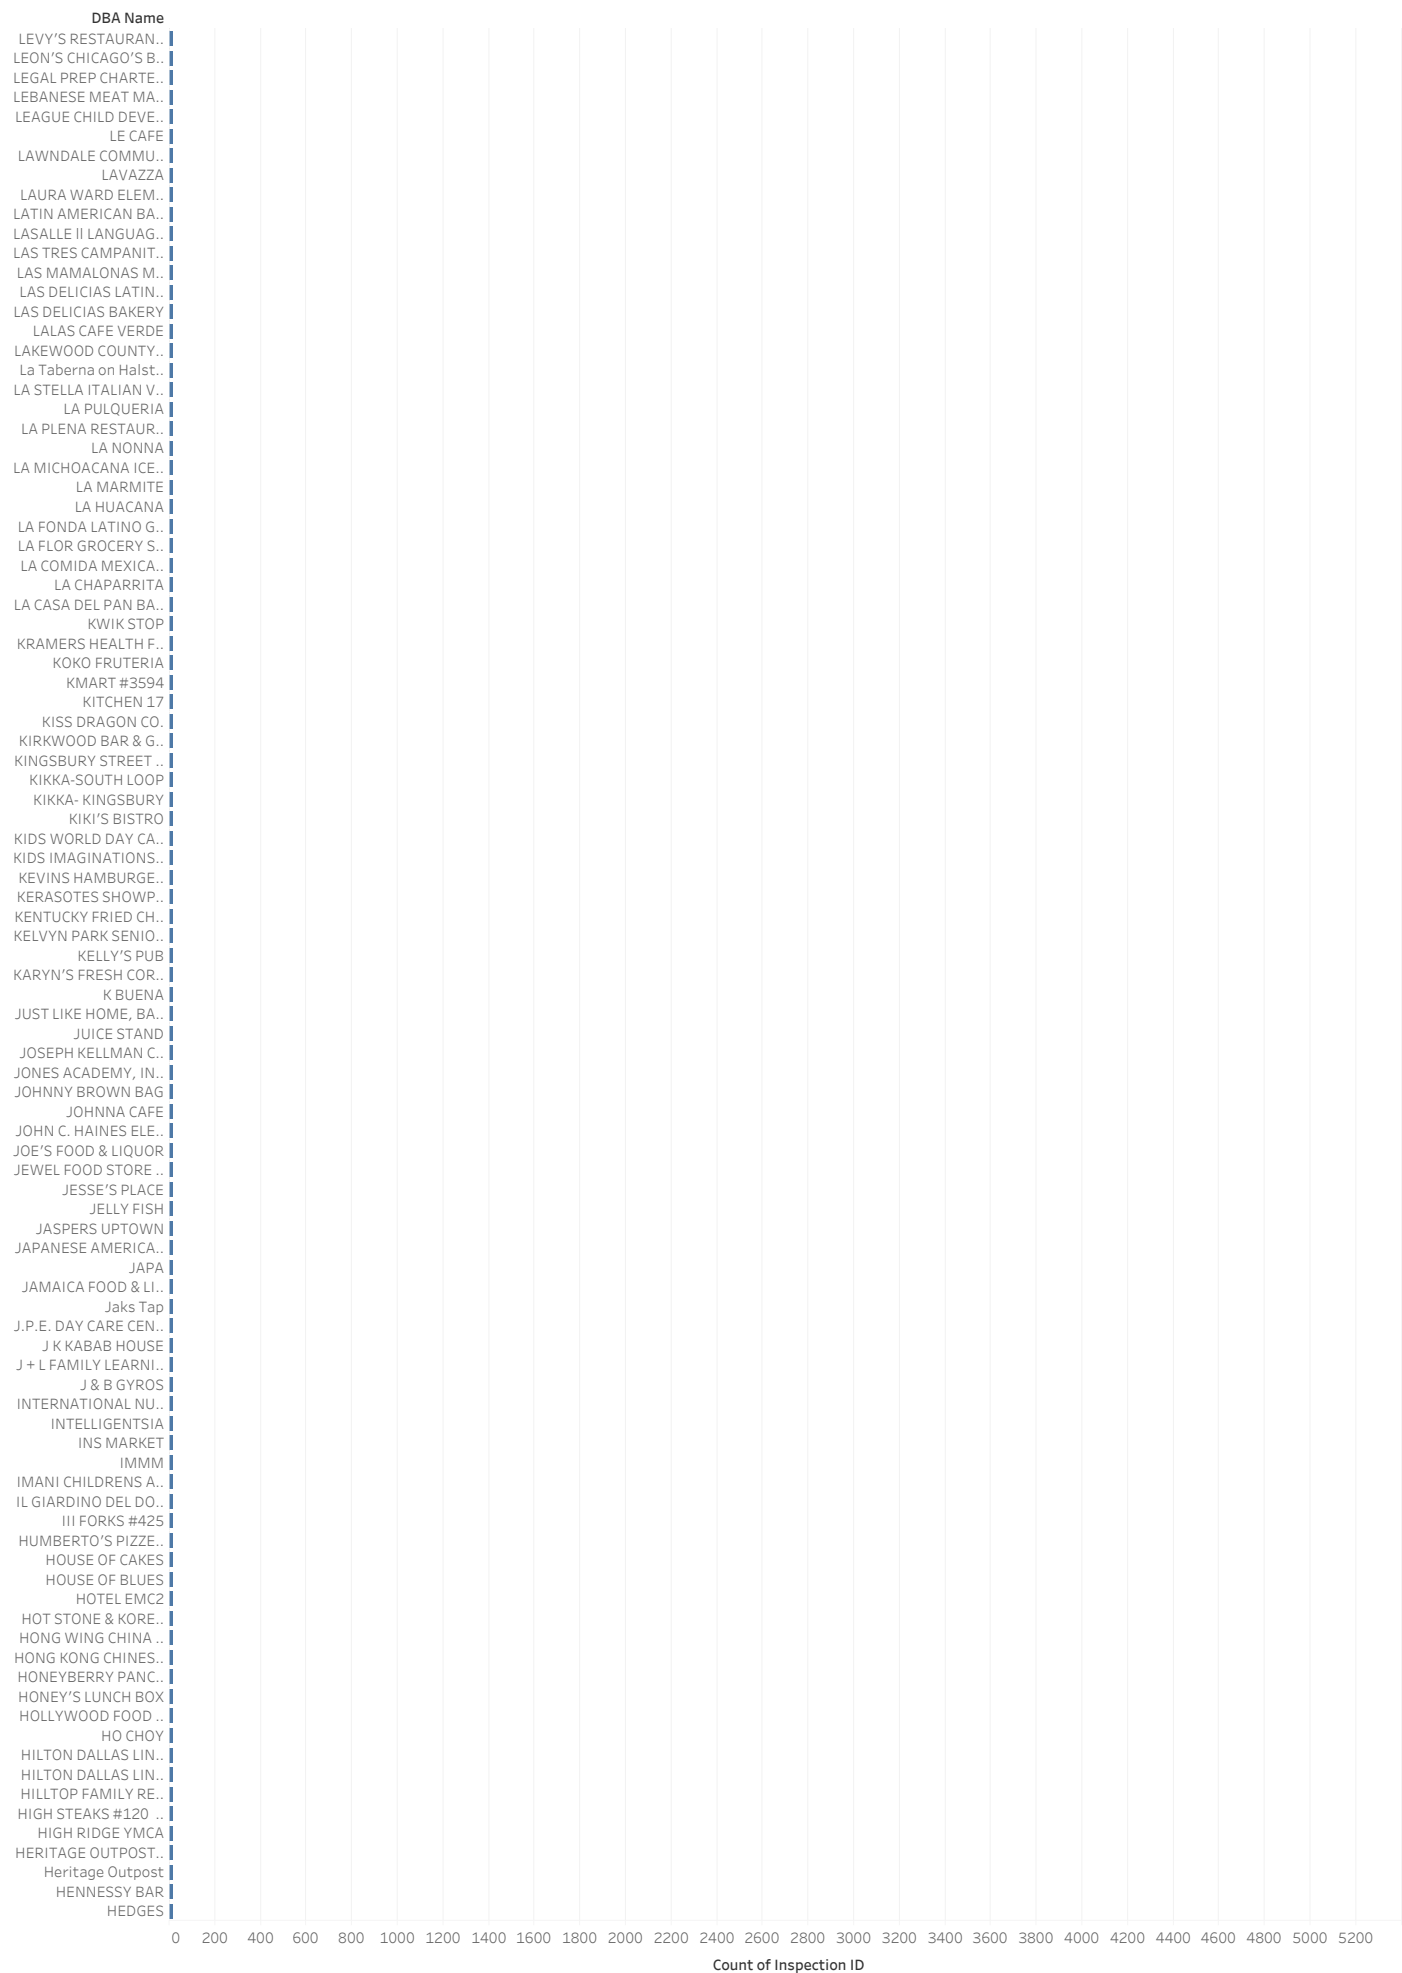 DBA Name
LEVY'S RESTAURAN..
LEON'S CHICAGO'S B..
LEGAL PREP CHARTE..
LEBANESE MEAT MA..
LEAGUE CHILD DEVE..
LE CAFE
LAWNDALE COMMU..
LAVAZZA
LAURA WARD ELEM..
LATIN AMERICAN BA..
LASALLE ll LANGUAG..
LAS TRES CAMPANIT..
LAS MAMALONAS M..
LAS DELICIAS LATIN..
LAS DELICIAS BAKERY
LALAS CAFE VERDE
LAKEWOOD COUNTY..
La Taberna on Halst..
LA STELLA ITALIAN V..
LA PULQUERIA
LA PLENA RESTAUR..
LA NONNA
LA MICHOACANA ICE..
LA MARMITE
LA HUACANA
LA FONDA LATINO G..
LA FLOR GROCERY S..
LA COMIDA MEXICA..
LA CHAPARRITA
LA CASA DEL PAN BA..
KWIK STOP
KRAMERS HEALTH F..
KOKO FRUTERIA
KMART #3594
KITCHEN 17
KISS DRAGON CO.
KIRKWOOD BAR & G..
KINGSBURY STREET ..
KIKKA-SOUTH LOOP
KIKKA- KINGSBURY
KIKI'S BISTRO
KIDS WORLD DAY CA..
KIDS IMAGINATIONS..
KEVINS HAMBURGE..
KERASOTES SHOWP..
KENTUCKY FRIED CH..
KELVYN PARK SENIO..
KELLY'S PUB
KARYN'S FRESH COR..
K BUENA
JUST LIKE HOME, BA..
JUICE STAND
JOSEPH KELLMAN C..
JONES ACADEMY, IN..
JOHNNY BROWN BAG
JOHNNA CAFE
JOHN C. HAINES ELE..
JOE'S FOOD & LIQUOR
JEWEL FOOD STORE ..
JESSE'S PLACE
JELLY FISH
JASPERS UPTOWN
JAPANESE AMERICA..
JAPA
JAMAICA FOOD & LI..
Jaks Tap
J.P.E. DAY CARE CEN..
J K KABAB HOUSE
J + L FAMILY LEARNI..
J & B GYROS
INTERNATIONAL NU..
INTELLIGENTSIA
INS MARKET
IMMM
IMANI CHILDRENS A..
IL GIARDINO DEL DO..
III FORKS #425
HUMBERTO'S PIZZE..
HOUSE OF CAKES
HOUSE OF BLUES
HOTEL EMC2
HOT STONE & KORE..
HONG WING CHINA ..
HONG KONG CHINES..
HONEYBERRY PANC..
HONEY'S LUNCH BOX
HOLLYWOOD FOOD ..
HO CHOY
HILTON DALLAS LIN..
HILTON DALLAS LIN..
HILLTOP FAMILY RE..
HIGH STEAKS #120 ..
HIGH RIDGE YMCA
HERITAGE OUTPOST..
Heritage Outpost
HENNESSY BAR
HEDGES
0 200 400 600 800 1000 1200 1400 1600 1800 2000 2200 2400 2600 2800 3000 3200 3400 3600 3800 4000 4200 4400 4600 4800 5000 5200
Count of Inspection ID